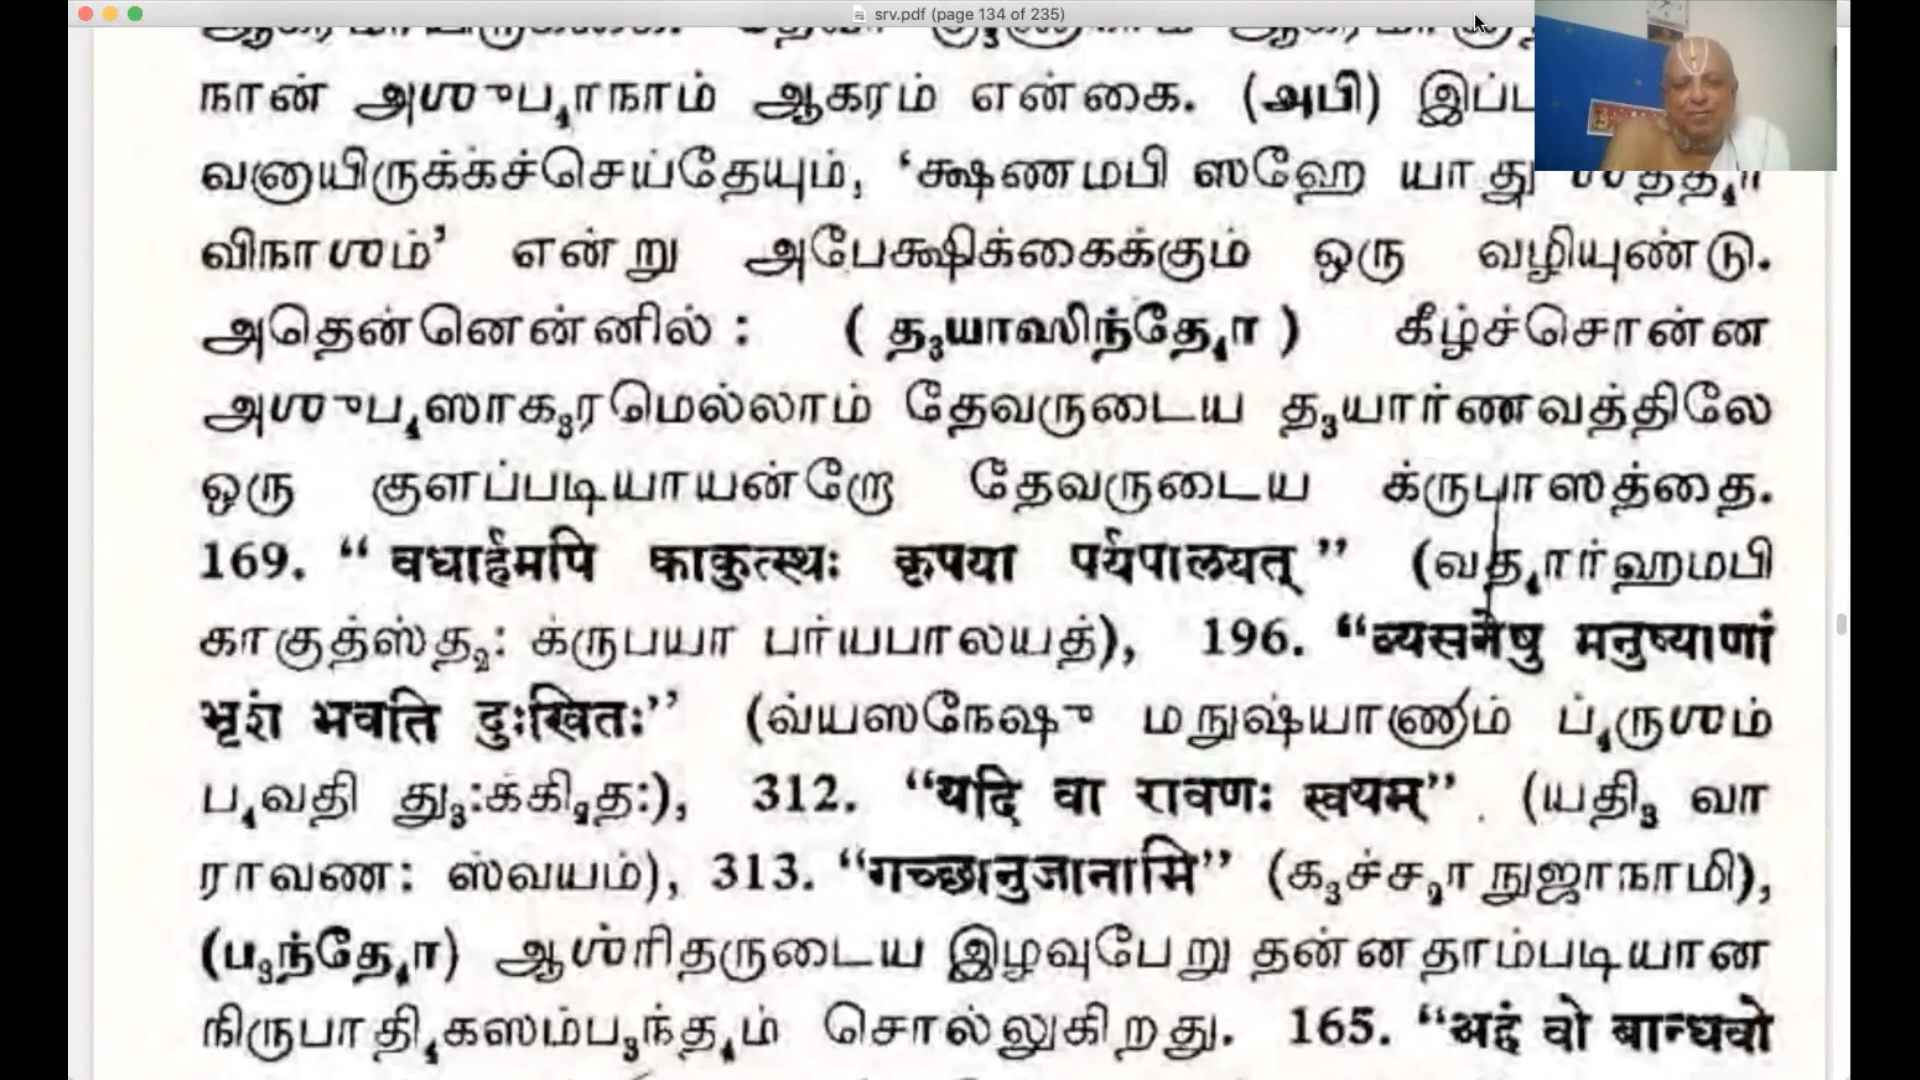 srv.pdf (page 134 of 235)
நான் அஶுப₄ாநாம் ஆகரம் என்கை. (அபி)
வனாயிருக்கச்செய்தேயும், ‘க்ஷணமபி ஸஹே யாது
விநாஶம்’ என்று அபேக்ஷிக்கைக்கும் ஒரு வழியுண்டு.
அதென்னென்னில் : ( த₃யாஸிந்தே₄ா ) கீழ்ச்சொன்ன
அஶுப₄ஸாக₃ரமெல்லாம் தேவருடைய த₃யார்ணவத்திலே
ஒரு குளப்படியாயன்றே தேவருடைய க்ருபாஸத்தை.
169. “ वधार्हमपि काकुत्स्थः कृपया पर्यपालयत् ” (வத₄ார்ஹமபி
காகுத்ஸ்த₂: க்ருபயா பர்யபாலயத்), 196. “व्यसनेषु मनुष्याणां
भृशं भवति दुःखितः” (வ்யஸநேஷு மநுஷ்யாணாம் ப்₄ருஶம்
ப₄வதி து₃:க்கி₂த:), 312. “यदि वा रावणः स्वयम्” . (யதி₃ வா
ராவண: ஸ்வயம்), 313. “गच्छानुजानामि” (க₃ச்ச₂ாநுஜாநாமி),
(ப₃ந்தே₄ா) ஆஶ்ரிதருடைய இழவுபேறு தன்னதாம்படியான
நிருபாதி₄கஸம்ப₃ந்த₄ம் சொல்லுகிறது. 165. “अहं वो बान्धवो